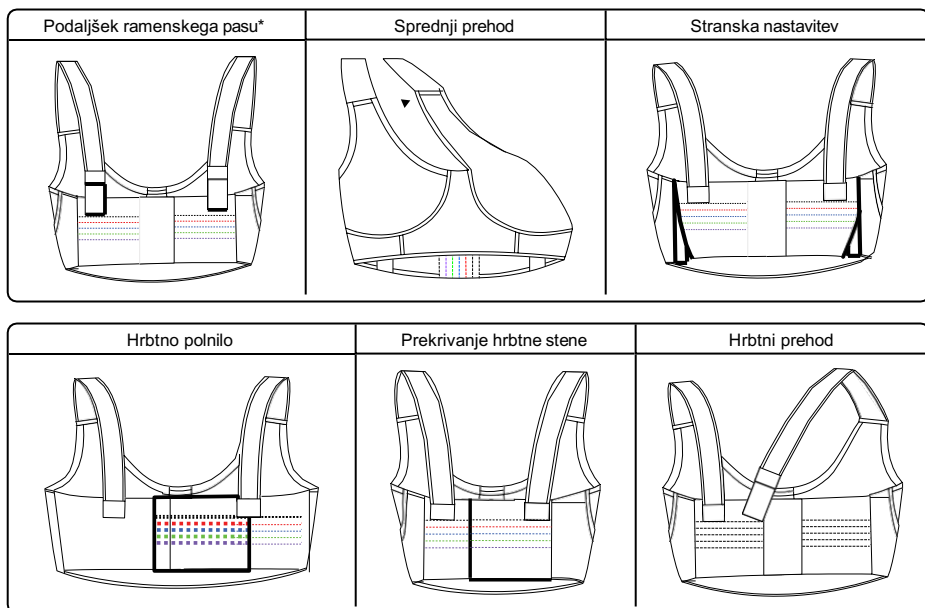 Podaljšek ramenskega pasu*
Sprednji prehod
Stranska nastavitev
Hrbtno polnilo
Prekrivanje hrbtne stene
Hrbtni prehod